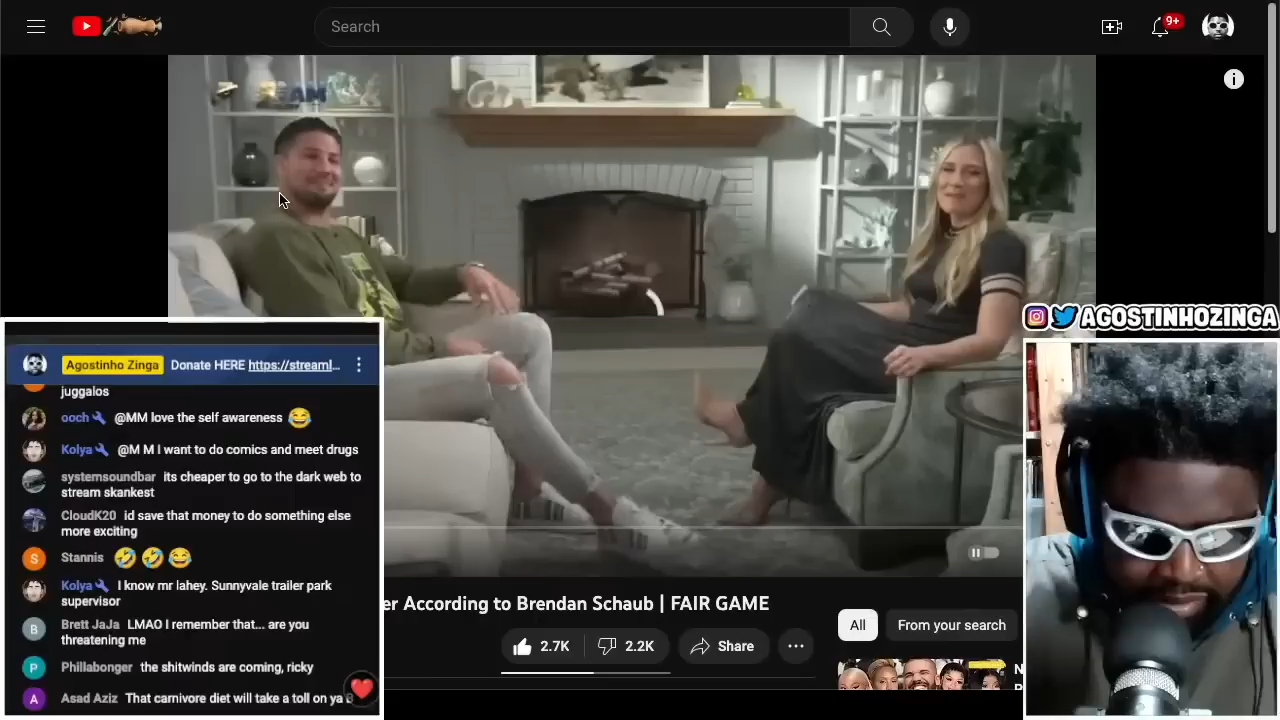 Search
9+
Agostinho Zinga Donate HERE https://streaml...
juggalos
ooch @MM love the self awareness
Kolya @M M I want to do comics and meet drugs
systemsoundbar its cheaper to go to the dark web to
stream skankest
CloudK20 id save that money to do something else
more exciting
S Stannis
Kolya I know mr lahey. Sunnyvale trailer park
supervisor
B Brett JaJa LMAO I remember that... are you
threatening me
P Phillabonger the shitwinds are coming, ricky
A Asad Aziz That carnivore diet will take a toll on ya
AGOSTINHOZINGA
er According to Brendan Schaub | FAIR GAME
2.7K 2.2K Share
All From your search